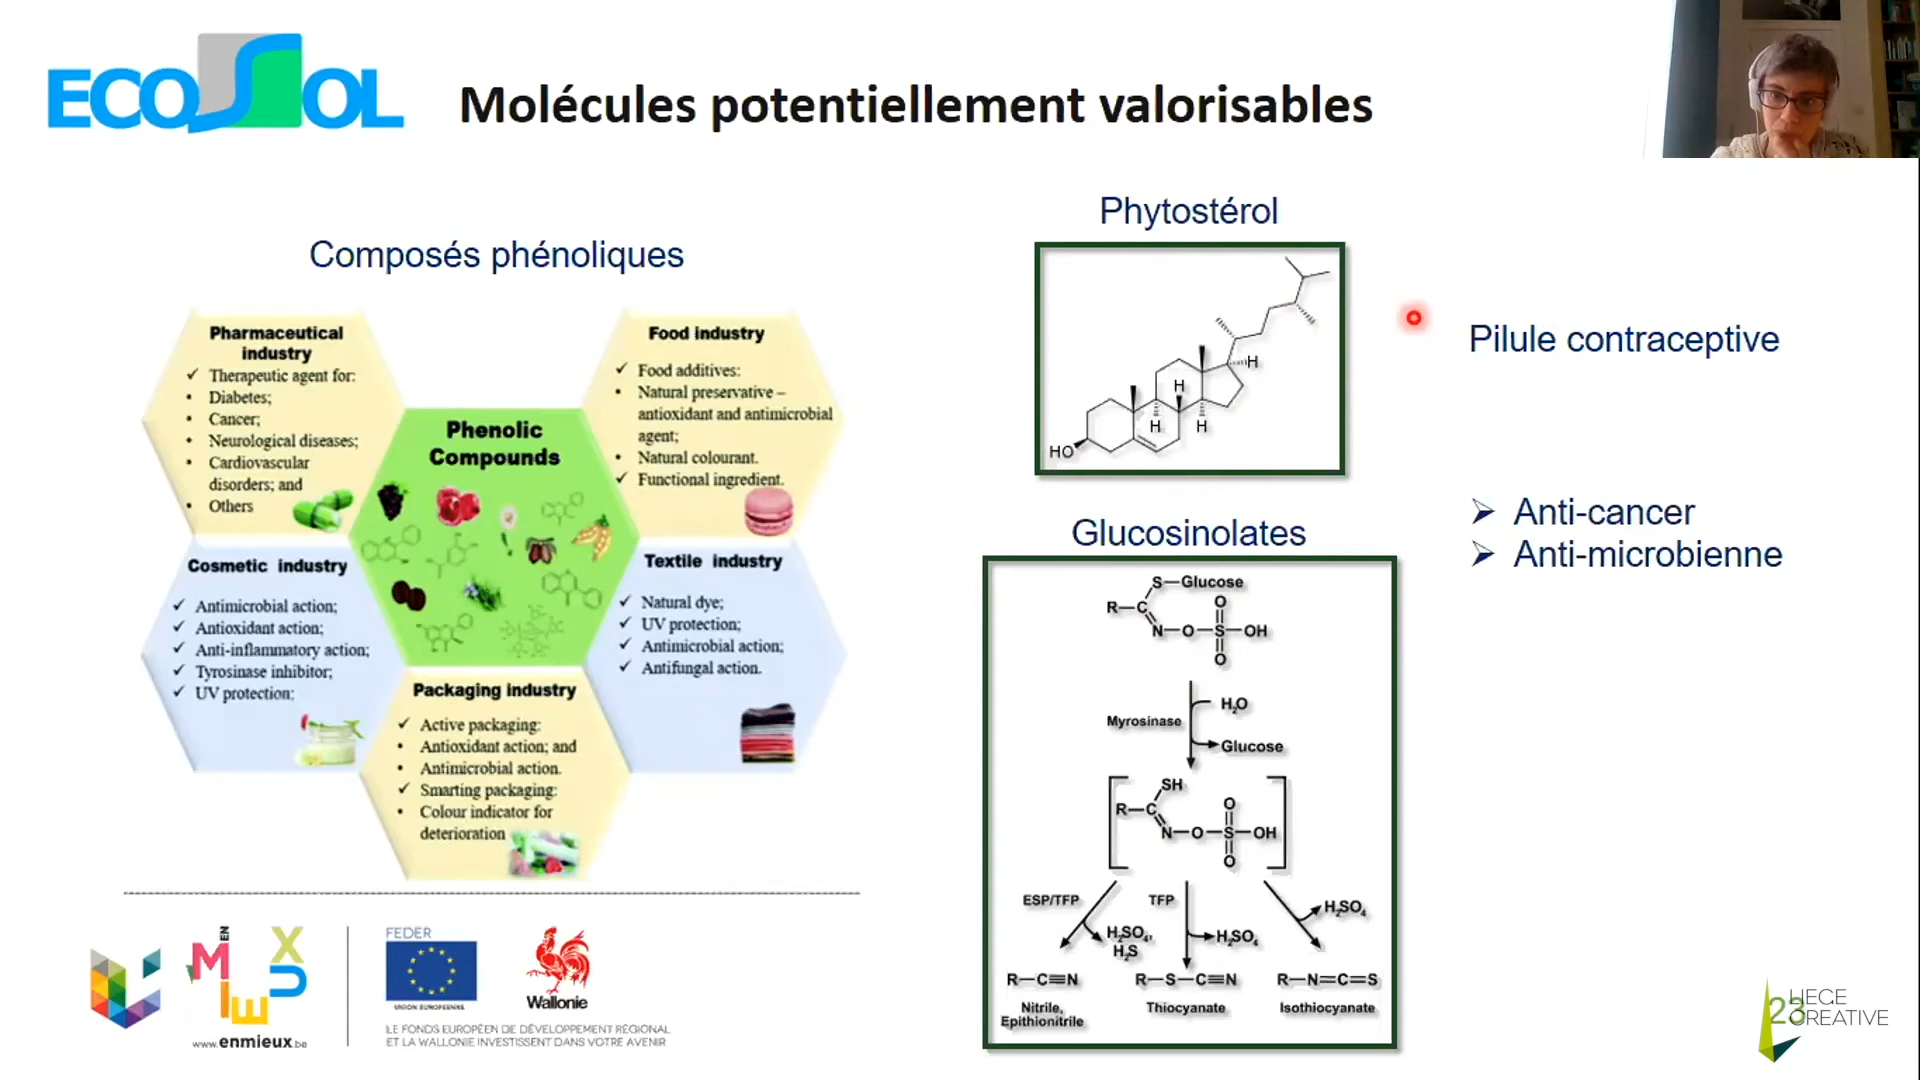 ECOSOL
Molécules potentiellement valorisables
Composés phénoliques
Pharmaceutical
industry
✓ Therapeutic agent for:
• Diabetes;
• Cancer;
• Neurological diseases;
• Cardiovascular
disorders; and
• Others
Food industry
✓ Food additives:
• Natural preservative –
antioxidant and antimicrobial
agent;
• Natural colourant.
✓ Functional ingredient.
Phenolic
Compounds
Cosmetic industry
✓ Antimicrobial action;
✓ Antioxidant action;
✓ Anti-inflammatory action;
✓ Tyrosinase inhibitor;
✓ UV protection:
Textile industry
✓ Natural dye;
✓ UV protection;
✓ Antimicrobial action;
✓ Antifungal action.
Packaging industry
✓ Active packaging:
• Antioxidant action; and
• Antimicrobial action.
✓ Smarting packaging:
• Colour indicator for
deterioration
Phytostérol
H
H
H
H
HO
Pilule contraceptive
Glucosinolates
S—Glucose
O
R—C
N—O—S—OH
O
H₂O
Myrosinase
Glucose
SH
O
R—C
N—O—S—OH
O
ESP/TFP
TFP
H₂SO₄
H₂SO₄,
H₂S
H₂SO₄
R—C≡N
R—S—C≡N
R—N=C=S
Nitrile,
Epithionitrile
Thiocyanate
Isothiocyanate
➢ Anti-cancer
➢ Anti-microbienne
EN
MIEUX
www.enmieux.be
FEDER
UNION EUROPEENNE
Wallonie
LE FONDS EUROPÉEN DE DÉVELOPPEMENT RÉGIONAL
ET LA WALLONIE INVESTISSENT DANS VOTRE AVENIR
23
LIEGE
CREATIVE